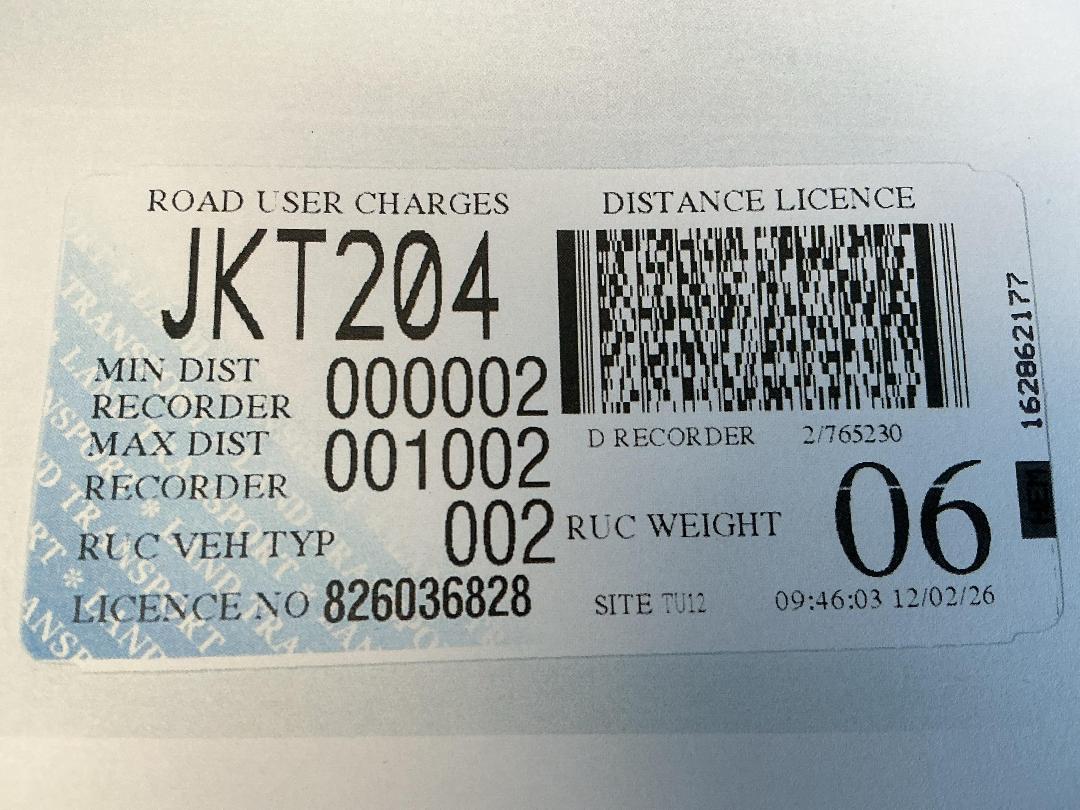 ROAD USER CHARGES
DISTANCE LICENCE
JKT204
MIN DIST
RECORDER 000002
MAX DIST
RECORDER 001002
RUC VEH TYP 002
LICENCE NO 826036828
D RECORDER 2/765230
RUC WEIGHT 06
SITE TU12 09:46:03 12/02/26
162862177